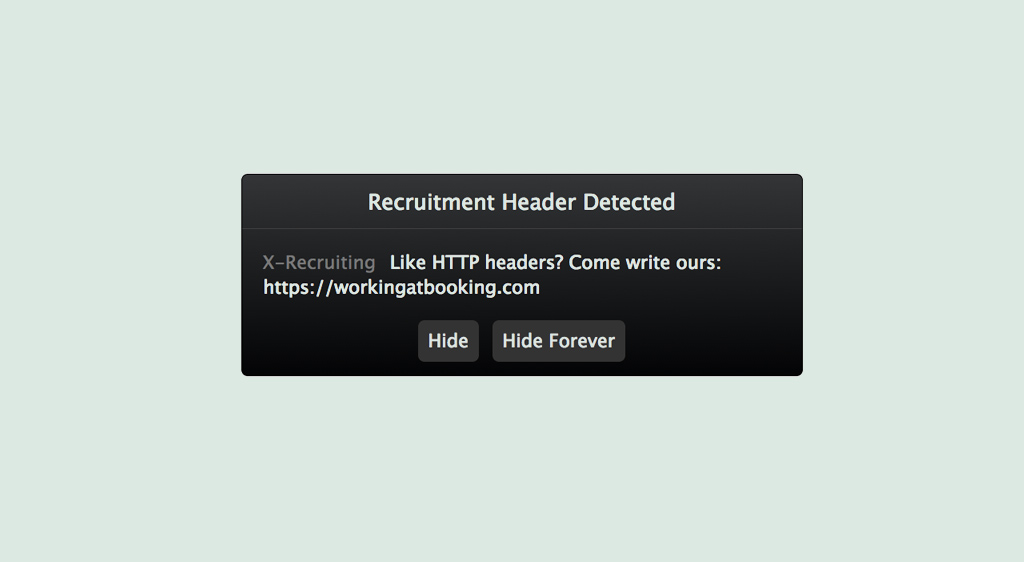 Recruitment Header Detected
X-Recruiting Like HTTP headers? Come write ours:
https://workingatbooking.com
Hide Hide Forever